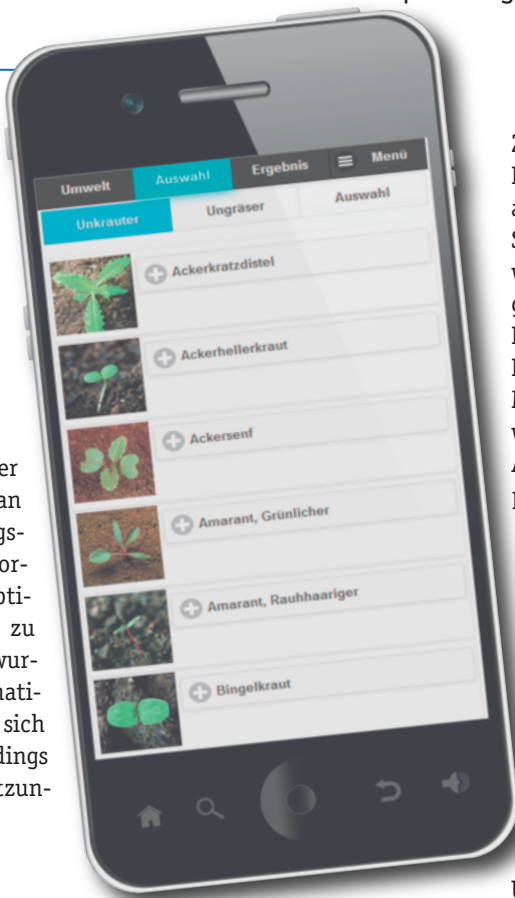 er
an
gs-
or-
pti-
zu
wur-
nati-
sich
dings
tzun-
Umwelt Auswahl Ergebnis Menü
Unkräuter Ungräser Auswahl
Ackerkratzdistel
Ackerhellerkraut
Ackersenf
Amarant, Grünlicher
Amarant, Rauhhaariger
Bingelkraut